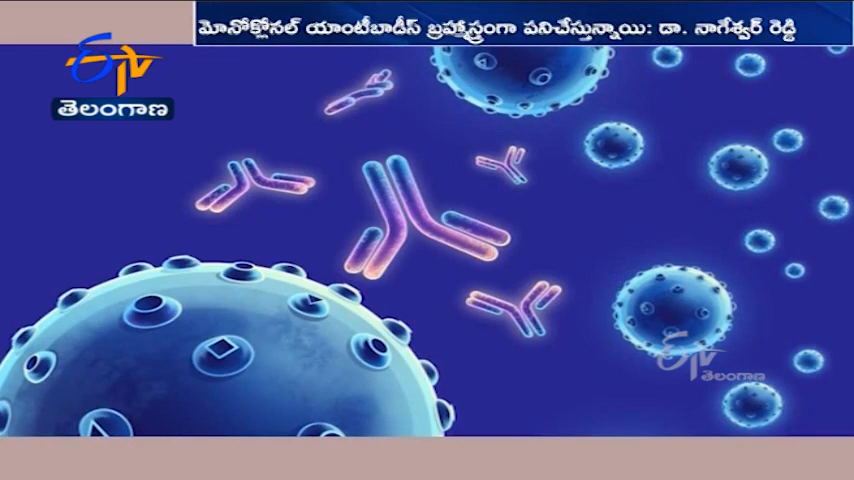 మోనోక్లోనల్ యాంటీబాడీస్ బ్రహ్మాస్త్రంగా పనిచేస్తున్నాయి: డా. నాగేశ్వర్ రెడ్డి
ETV
తెలంగాణ
ETV
తెలంగాణ